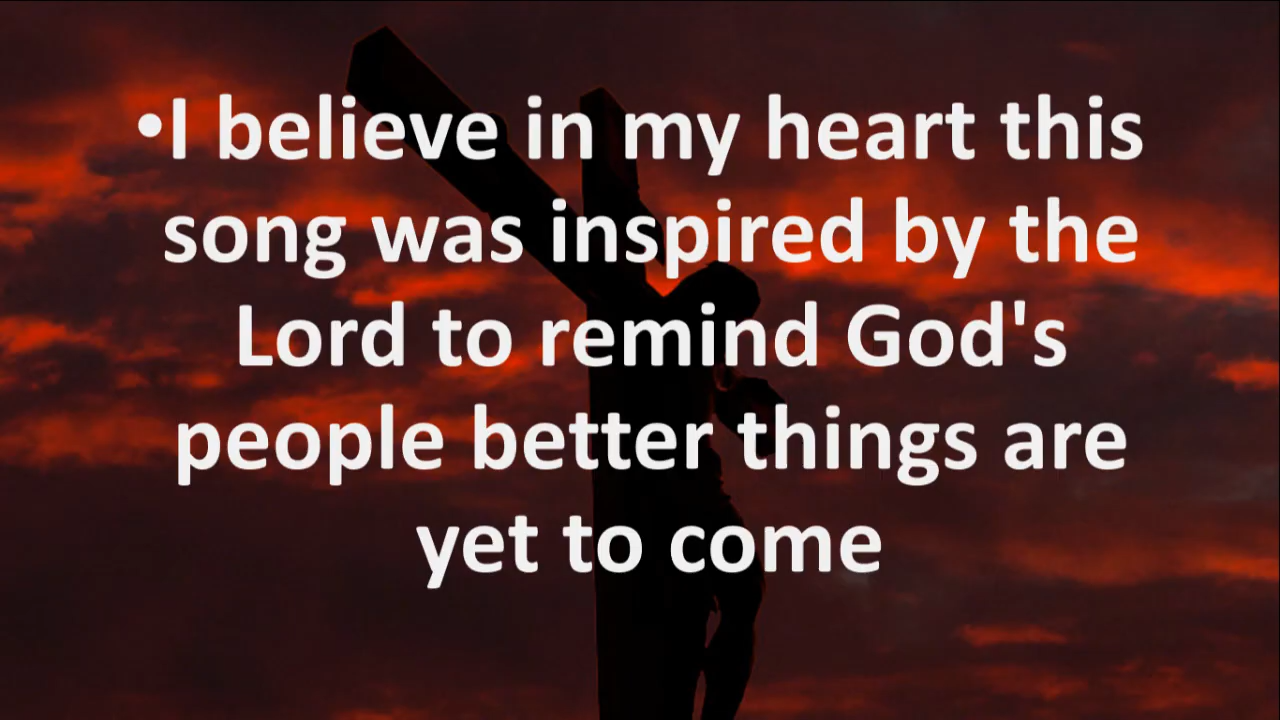 •I believe in my heart this
song was inspired by the
Lord to remind God's
people better things are
yet to come